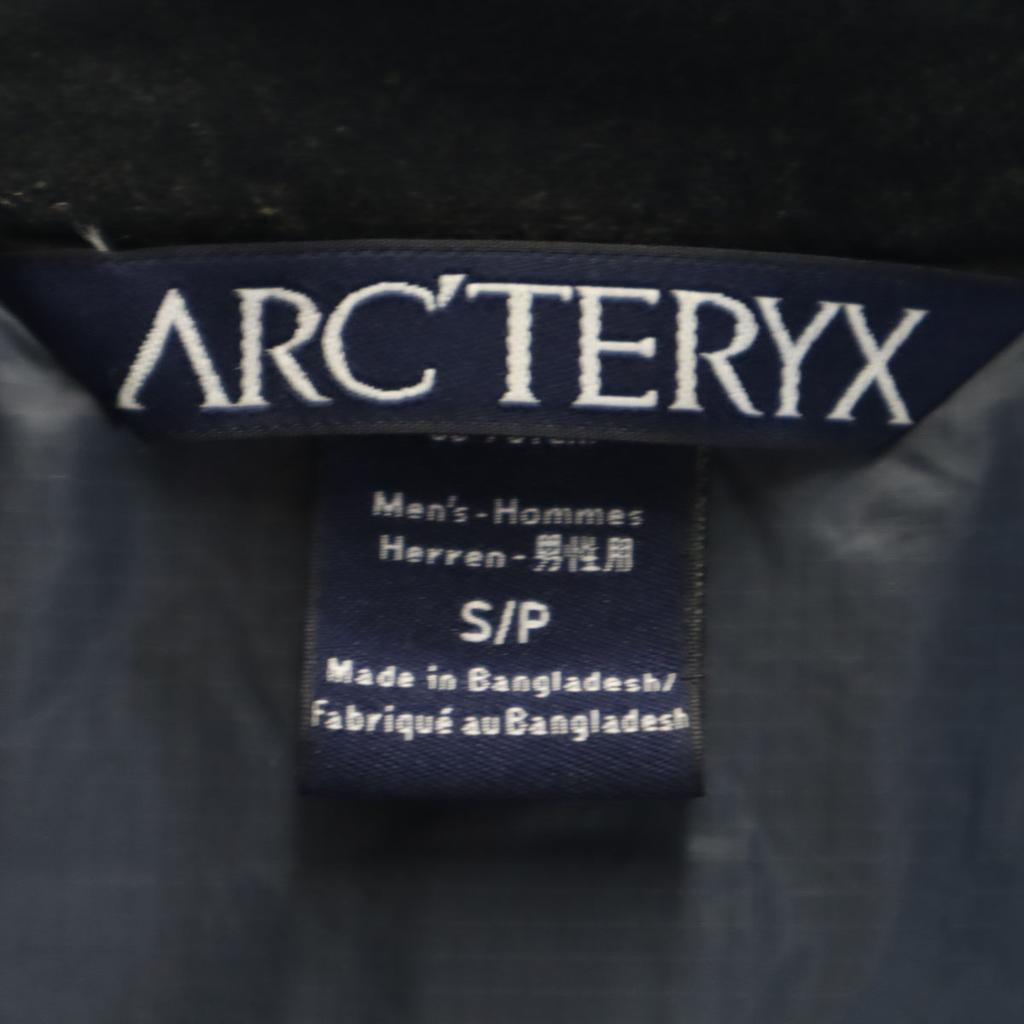 ARC'TERYX
Men's - Hommes
Herren - 男性用
S/P
Made in Bangladesh/
Fabriqué au Bangladesh